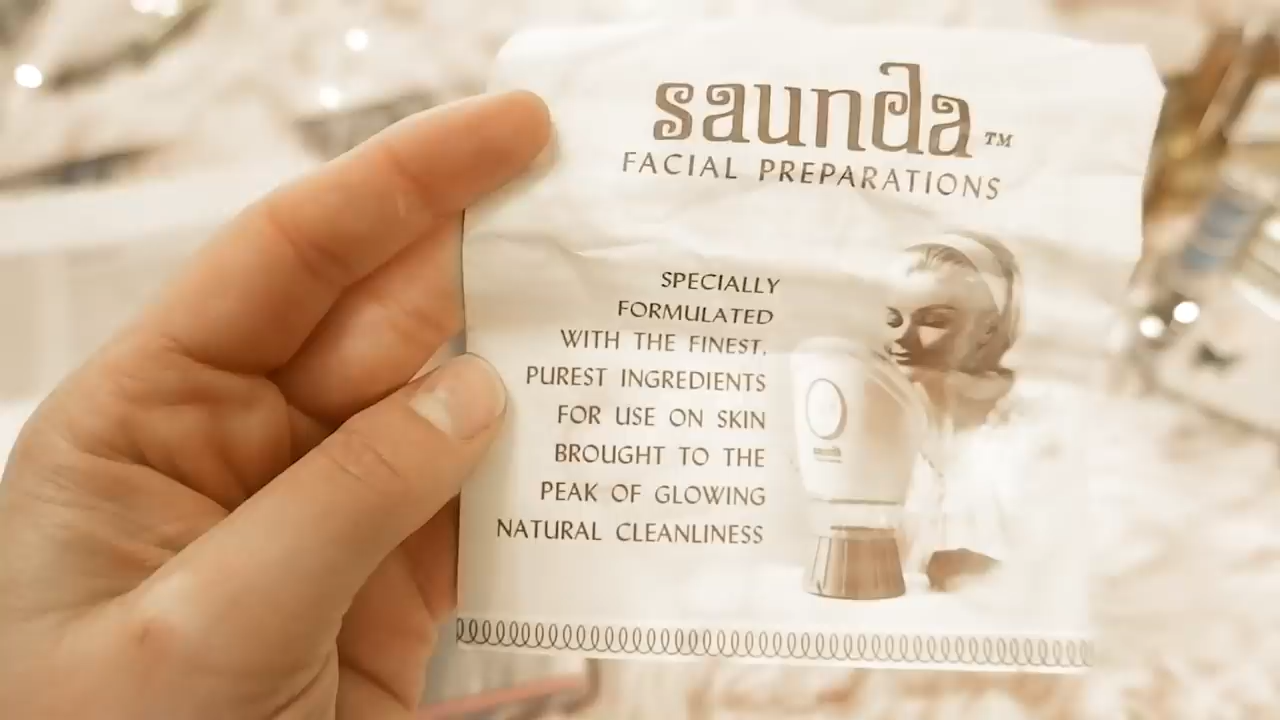 saunda™
FACIAL PREPARATIONS
SPECIALLY
FORMULATED
WITH THE FINEST,
PUREST INGREDIENTS
FOR USE ON SKIN
BROUGHT TO THE
PEAK OF GLOWING
NATURAL CLEANLINESS